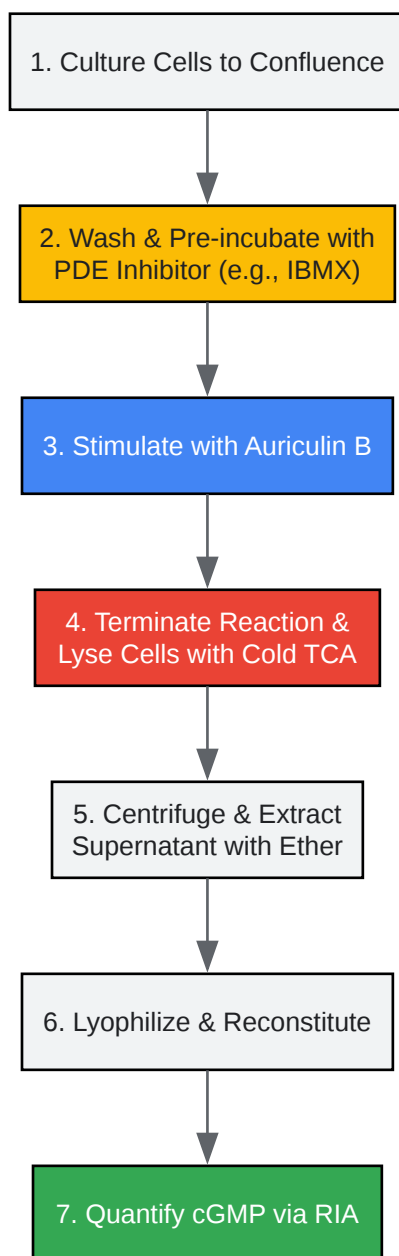 1. Culture Cells to Confluence
2. Wash & Pre-incubate with
PDE Inhibitor (e.g., IBMX)
3. Stimulate with Auriculin B
4. Terminate Reaction &
Lyse Cells with Cold TCA
5. Centrifuge & Extract
Supernatant with Ether
6. Lyophilize & Reconstitute
7. Quantify cGMP via RIA